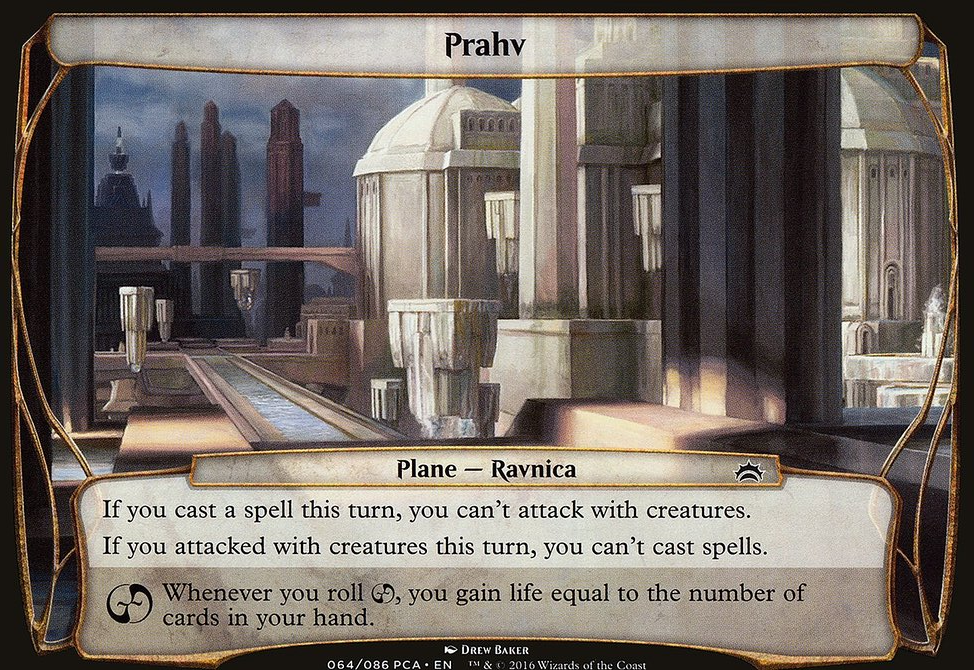 Prahv
Plane — Ravnica
If you cast a spell this turn, you can't attack with creatures.
If you attacked with creatures this turn, you can't cast spells.
Whenever you roll , you gain life equal to the number of
cards in your hand.
DREW BAKER
064/086 PCA • EN ™ & © 2016 Wizards of the Coast